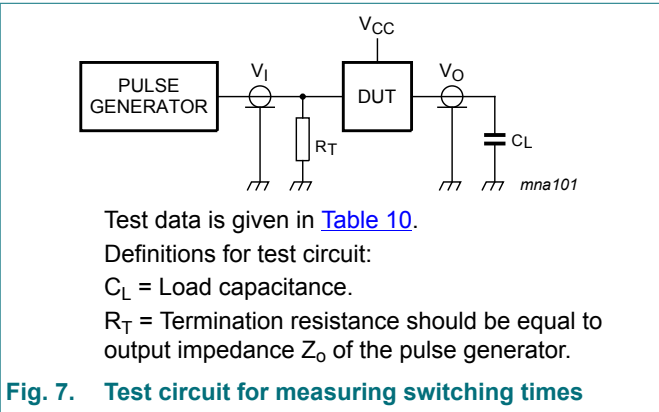 VCC
PULSE GENERATOR
VI
DUT
VO
RT
CL
mna101
Test data is given in Table 10.
Definitions for test circuit:
CL = Load capacitance.
RT = Termination resistance should be equal to
output impedance Zo of the pulse generator.
Fig. 7. Test circuit for measuring switching times